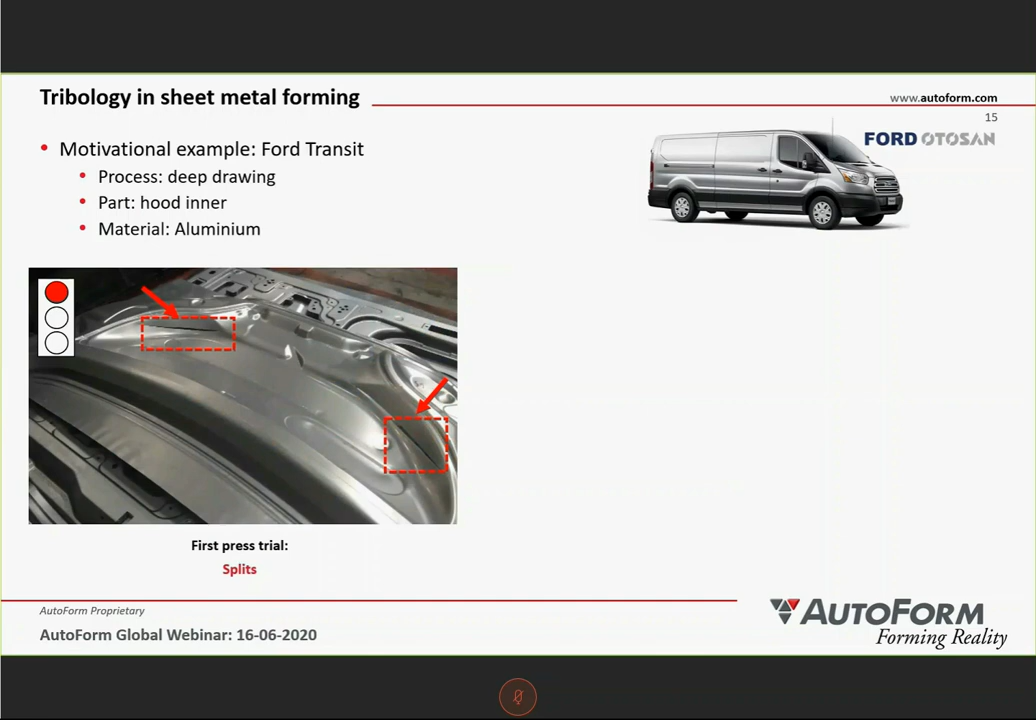 Tribology in sheet metal forming
www.autoform.com
15
FORD OTOSAN
Motivational example: Ford Transit
Process: deep drawing
Part: hood inner
Material: Aluminium
First press trial:
Splits
AutoForm Proprietary
AutoForm Global Webinar: 16-06-2020
AUTOFORM
Forming Reality